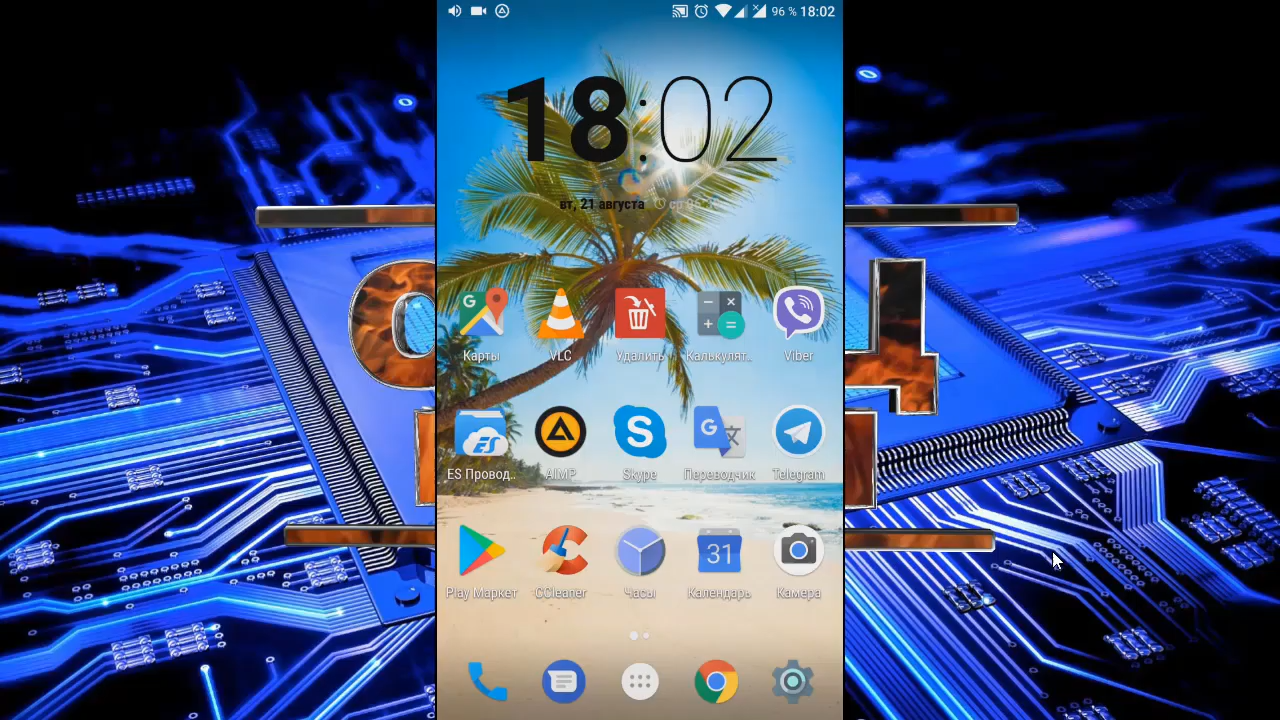 96 % 18:02
18:02
вт, 21 августа
Карты
VLC
Удалить
Калькулят..
Viber
ES Провод..
AIMP
Skype
Переводчик
Telegram
Play Маркет
CCleaner
Часы
31
Календарь
Камера